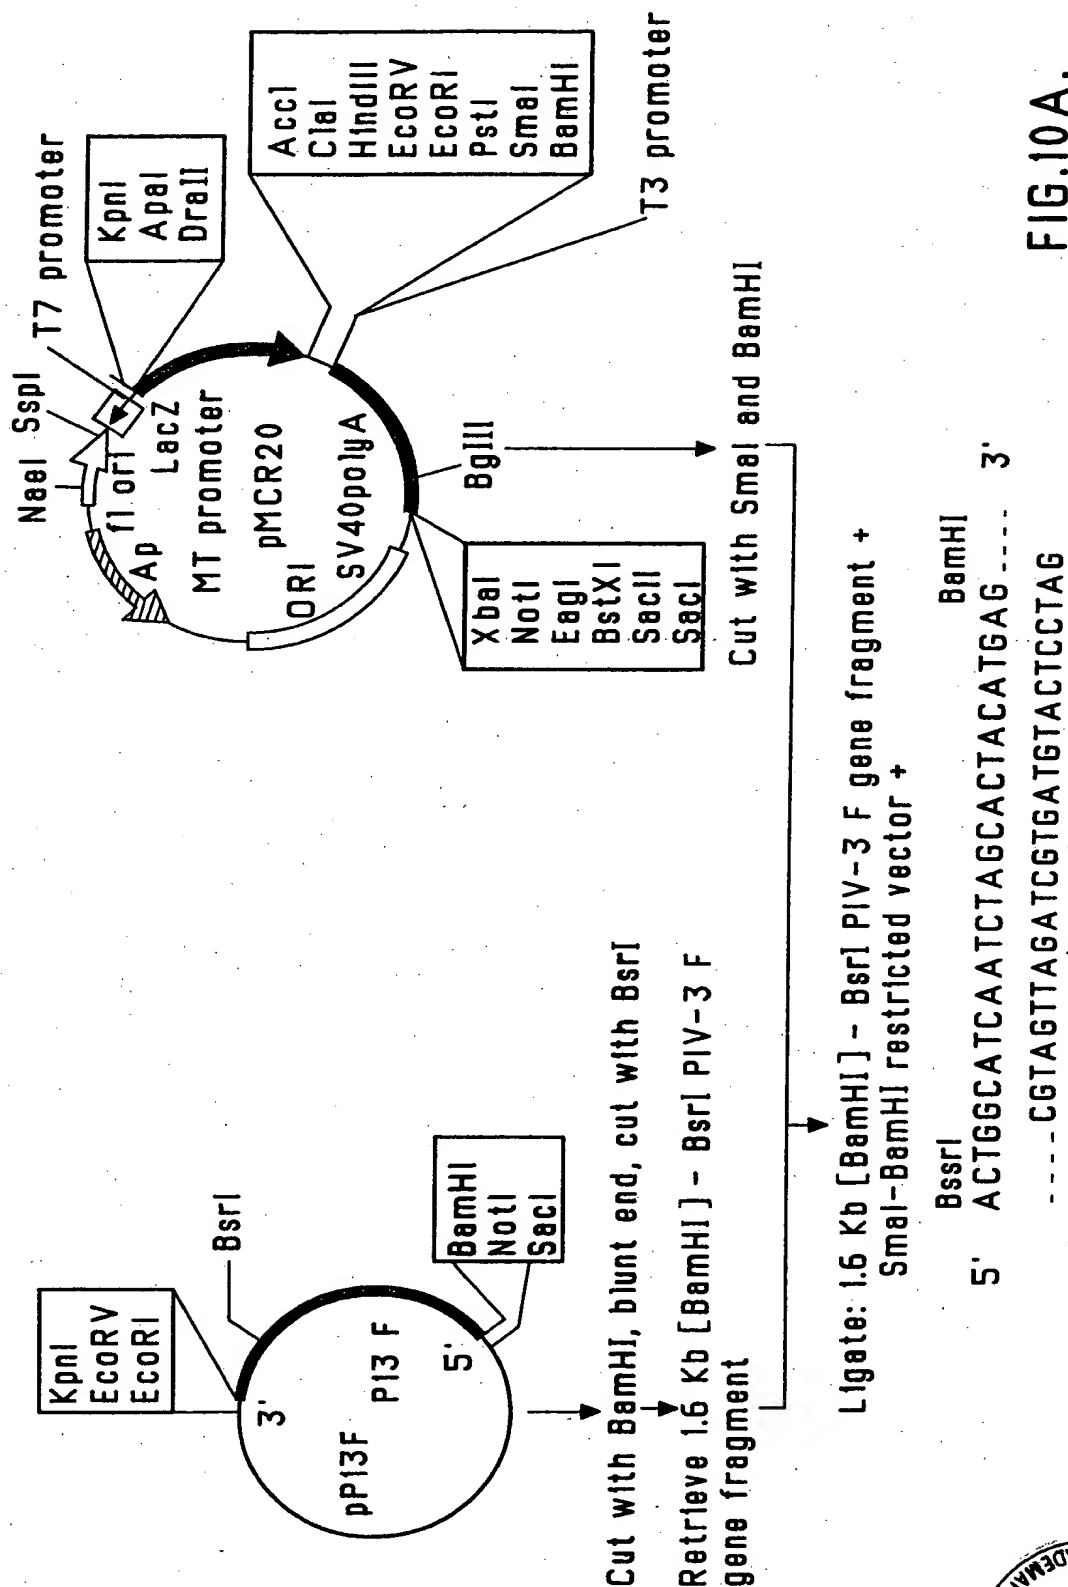 KpnI
EcoRV
EcoRI
BsrI
3'
pPI3F
PI3 F
5'
BamHI
NotI
SacI
Cut with BamHI, blunt end, cut with BsrI
Retrieve 1.6 Kb [BamHI] - BsrI PIV-3 F
gene fragment
NaeI
SspI
T7 promoter
KpnI
ApaI
DraII
f1 ori
LacZ
Ap
MT promoter
pMCR20
ORI
SV40polyA
AccI
ClaI
HindIII
EcoRV
EcoRI
PstI
SmaI
BamHI
T3 promoter
BglII
XbaI
NotI
EagI
BstXI
SacII
SacI
Cut with SmaI and BamHI
Ligate: 1.6 Kb [BamHI] - BsrI PIV-3 F gene fragment +
SmaI-BamHI restricted vector +
BssrI
BamHI
5' ACTGGCATCAATCTAGCACTACATGAG---- 3'
----CGTAGTTAGATCGTGATGTACTCCTAG
FIG.10A.